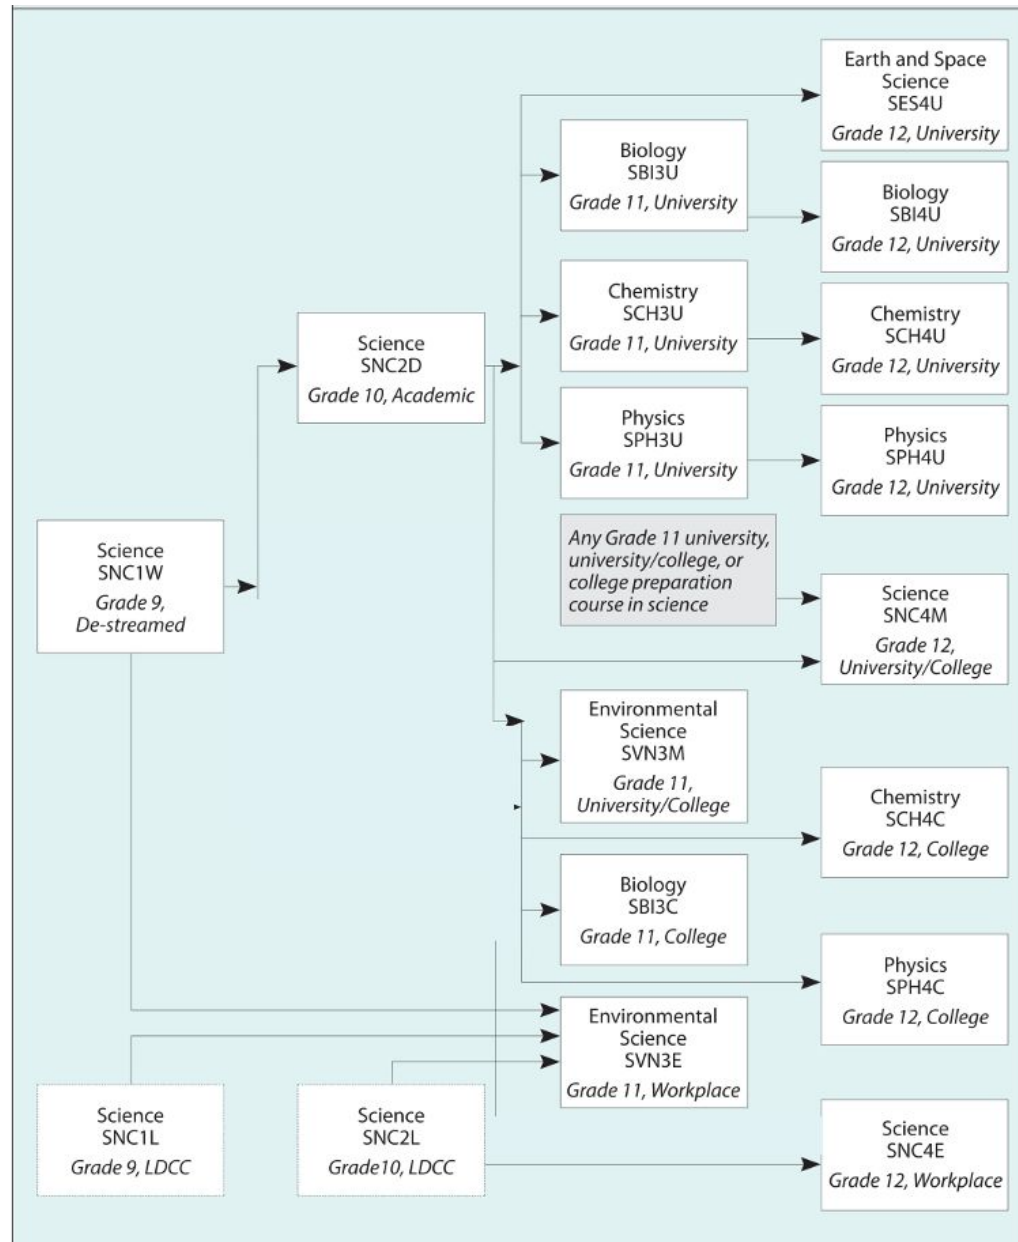 Earth and Space
Science
SES4U
Grade 12, University
Biology
SBI3U
Grade 11, University
Biology
SBI4U
Grade 12, University
Chemistry
SCH3U
Grade 11, University
Chemistry
SCH4U
Grade 12, University
Science
SNC2D
Grade 10, Academic
Physics
SPH3U
Grade 11, University
Physics
SPH4U
Grade 12, University
Science
SNC1W
Grade 9,
De-streamed
Any Grade 11 university,
university/college, or
college preparation
course in science
Science
SNC4M
Grade 12,
University/College
Environmental
Science
SVN3M
Grade 11,
University/College
Chemistry
SCH4C
Grade 12, College
Biology
SBI3C
Grade 11, College
Physics
SPH4C
Grade 12, College
Environmental
Science
SVN3E
Grade 11, Workplace
Science
SNC1L
Grade 9, LDCC
Science
SNC2L
Grade10, LDCC
Science
SNC4E
Grade 12, Workplace